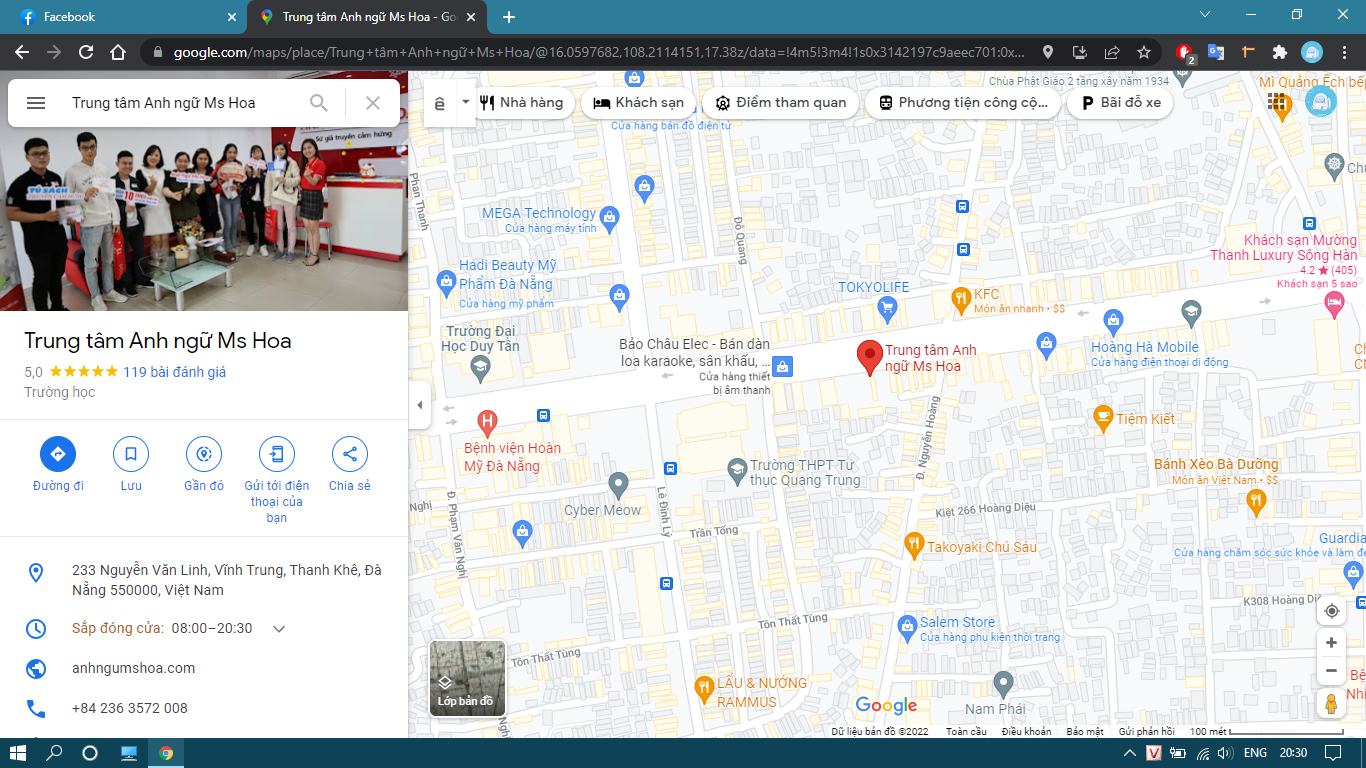 Facebook
Trung tâm Anh ngữ Ms Hoa - Go
google.com/maps/place/Trung+tâm+Anh+ngữ+Ms+Hoa/@16.0597682,108.2114151,17.38z/data=!4m5!3m4!1s0x3142197c9aeec701:0x...
2
Trung tâm Anh ngữ Ms Hoa
ê
Nhà hàng
Khách sạn
Điểm tham quan
Phương tiện công cộ...
Bãi đỗ xe
Sứ giả truyền cảm hứng
TỦ SÁCH
10
Trung tâm Anh ngữ Ms Hoa
5,0
119 bài đánh giá
Trường học
Đường đi
Lưu
Gần đó
Gửi tới điện
thoại của
bạn
Chia sẻ
233 Nguyễn Văn Linh, Vĩnh Trung, Thanh Khê, Đà
Nẵng 550000, Việt Nam
Sắp đóng cửa: 08:00–20:30
anhngumshoa.com
+84 236 3572 008
Chùa Phật Giáo 2 tầng xây năm 1934
Mì Quảng Ếch bếp
Cửa hàng bán đồ điện tử
Phan Thanh
Đỗ Quang
MEGA Technology
Cửa hàng máy tính
Hadi Beauty Mỹ
Phẩm Đà Nẵng
Cửa hàng mỹ phẩm
Khách sạn Mường
Thanh Luxury Sông Hàn
4.2 ★ (405)
Khách sạn 5 sao
TOKYOLIFE
KFC
Món ăn nhanh • $$
Trường Đại
Học Duy Tân
Bảo Châu Elec - Bán dàn
loa karaoke, sân khấu, ...
Cửa hàng thiết
bị âm thanh
Trung tâm Anh
ngữ Ms Hoa
Hoàng Hà Mobile
Cửa hàng điện thoại di động
Tiệm Kiết
Bệnh viện Hoàn
Mỹ Đà Nẵng
Đ. Nguyễn Hoàng
Trường THPT Tư
thục Quang Trung
Bánh Xèo Bà Dưỡng
Món ăn Việt Nam • $$
Nghị
Cyber Meow
Lê Đình Lý
Kiệt 266 Hoàng Diệu
Đ. Phạm Văn Nghị
Trần Tống
Takoyaki Chú Sáu
Guardia
Cửa hàng chăm sóc sức khỏe và làm đẹ
K308 Hoàng Diệ
Tôn Thất Tùng
Salem Store
Cửa hàng phụ kiện thời trang
Tôn Thất Tùng
LẨU & NƯỚNG
RAMMUS
Nam Phái
Lớp bản đồ
Google
Dữ liệu bản đồ ©2022
Toàn cầu
Điều khoản
Bảo mật
Gửi phản hồi
100 mét
ENG
20:30